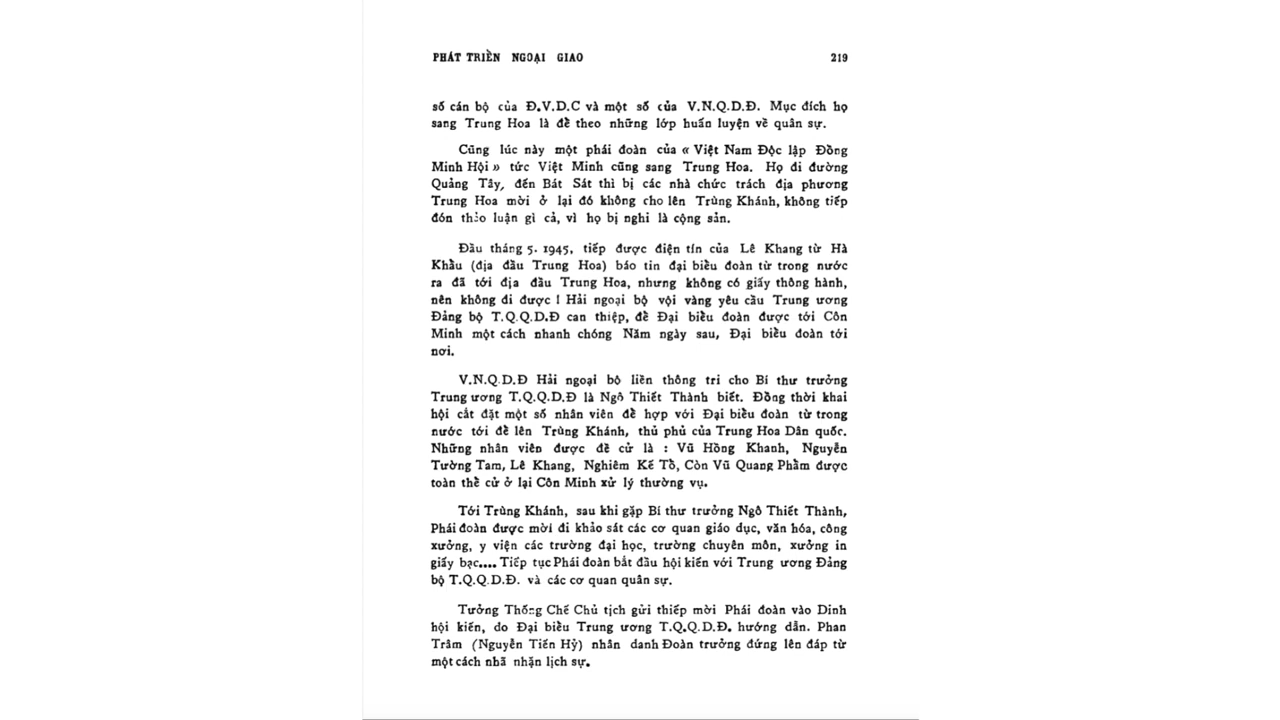 PHÁT TRIỂN NGOẠI GIAO 219
số cán bộ của Đ.V.D.C và một số của V.N.Q.D.Đ. Mục đích họ
sang Trung Hoa là để theo những lớp huấn luyện về quân sự.
Cũng lúc này một phái đoàn của « Việt Nam Độc lập Đồng
Minh Hội » tức Việt Minh cũng sang Trung Hoa. Họ đi đường
Quảng Tây, đến Bát Sát thì bị các nhà chức trách địa phương
Trung Hoa mời ở lại đó không cho lên Trùng Khánh, không tiếp
đón thảo luận gì cả, vì họ bị nghi là cộng sản.
Đầu tháng 5. 1945, tiếp được điện tín của Lê Khang từ Hà
Khẩu (địa đầu Trung Hoa) báo tin đại biểu đoàn từ trong nước
ra đã tới địa đầu Trung Hoa, nhưng không có giấy thông hành,
nên không đi được ! Hải ngoại bộ vội vàng yêu cầu Trung ương
Đảng bộ T.Q.Q.D.Đ can thiệp, để Đại biểu đoàn được tới Côn
Minh một cách nhanh chóng Năm ngày sau, Đại biểu đoàn tới
nơi.
V.N.Q.D.Đ Hải ngoại bộ liền thông tri cho Bí thư trưởng
Trung ương T.Q.Q.D.Đ là Ngô Thiết Thành biết. Đồng thời khai
hội cắt đặt một số nhân viên để hợp với Đại biểu đoàn từ trong
nước tới để lên Trùng Khánh, thủ phủ của Trung Hoa Dân quốc.
Những nhân viên được đề cử là : Vũ Hồng Khanh, Nguyễn
Tường Tam, Lê Khang, Nghiêm Kế Tổ, Còn Vũ Quang Phẩm được
toàn thể cử ở lại Côn Minh xử lý thường vụ.
Tới Trùng Khánh, sau khi gặp Bí thư trưởng Ngô Thiết Thành,
Phái đoàn được mời đi khảo sát các cơ quan giáo dục, văn hóa, công
xưởng, y viện các trường đại học, trường chuyên môn, xưởng in
giấy bạc.... Tiếp tục Phái đoàn bắt đầu hội kiến với Trung ương Đảng
bộ T.Q.Q.D.Đ. và các cơ quan quân sự.
Tưởng Thống Chế Chủ tịch gửi thiếp mời Phái đoàn vào Dinh
hội kiến, do Đại biểu Trung ương T.Q.Q.D.Đ. hướng dẫn. Phan
Trâm (Nguyễn Tiến Hỷ) nhân danh Đoàn trưởng đứng lên đáp từ
một cách nhã nhặn lịch sự.